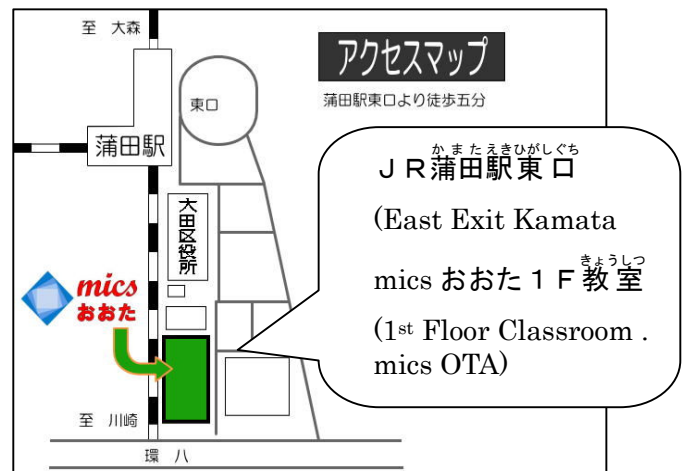 至 大森
アクセスマップ
蒲田駅東口より徒歩五分
東口
蒲田駅
かまたえきひがしぐち
ＪＲ蒲田駅東口
(East Exit Kamata
きょうしつ
mics おおた１Ｆ教室
(1st Floor Classroom .
mics OTA)
大田区役所
mics
おおた
至 川崎
環 八